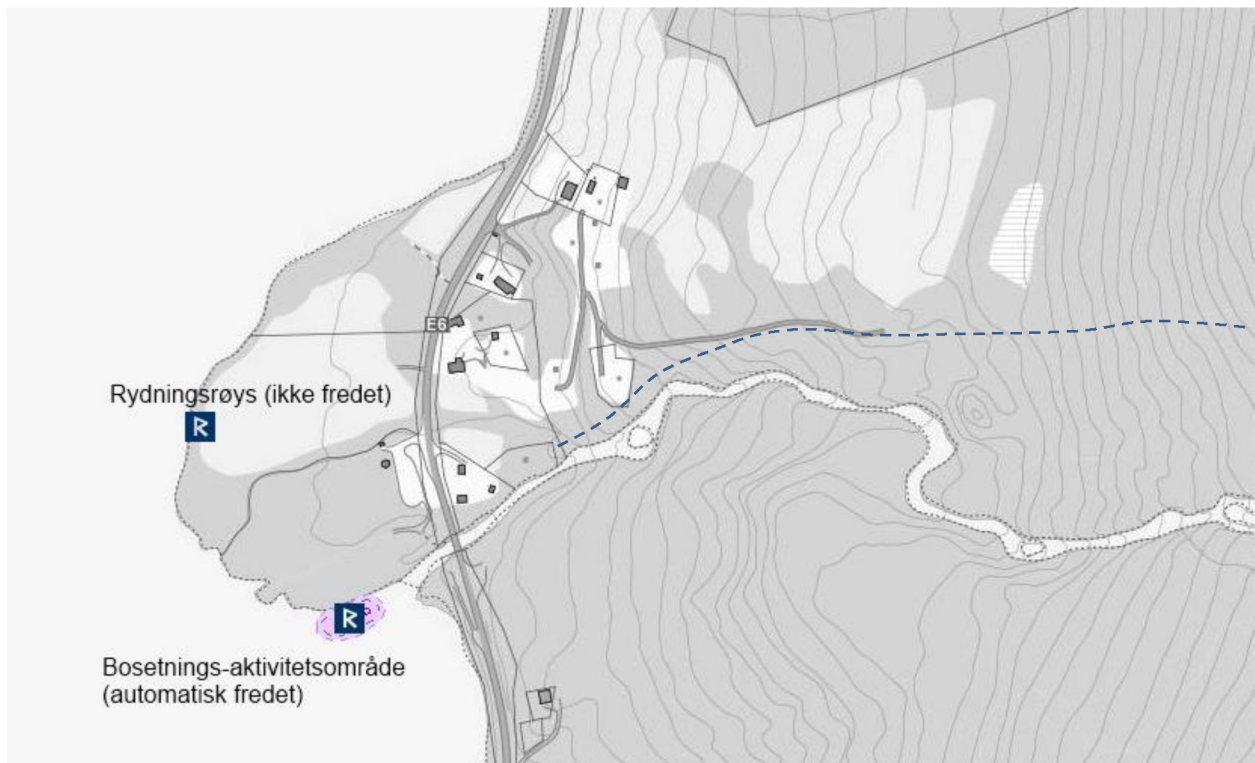 E6
Rydningsrøys (ikke fredet)
R
R
Bosetnings-aktivitetsområde
(automatisk fredet)